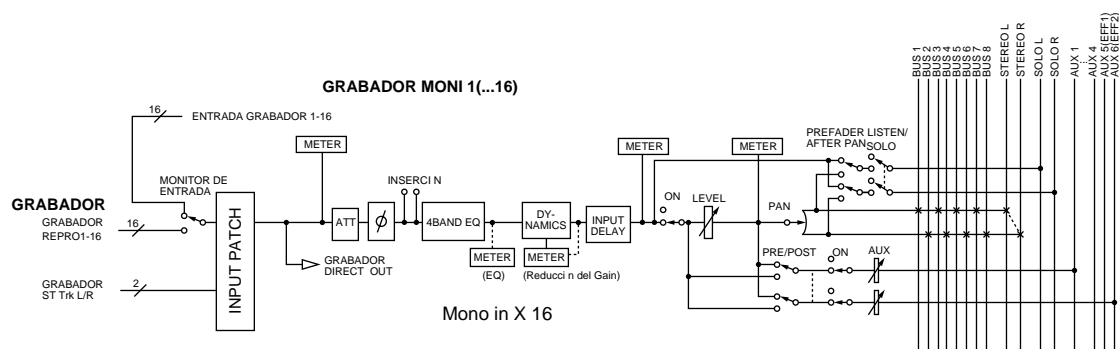 GRABADOR MONI 1(...16)
16
ENTRADA GRABADOR 1-16
MONITOR DE
ENTRADA
GRABADOR
GRABADOR
REPRO1-16
16
GRABADOR
ST Trk L/R
2
INPUT PATCH
METER
GRABADOR
DIRECT OUT
ATT
φ
INSERCI N
4BAND EQ
METER
(EQ)
DY-
NAMICS
METER
(Reducci n del Gain)
INPUT
DELAY
METER
ON
LEVEL
METER
PAN
PREFADER LISTEN/
AFTER PAN
SOLO
PRE/POST
ON
AUX
Mono in X 16
BUS 1
BUS 2
BUS 3
BUS 4
BUS 5
BUS 6
BUS 7
BUS 8
STEREO L
STEREO R
SOLO L
SOLO R
AUX 1
...
AUX 4
AUX 5(EFF1)
AUX 6(EFF2)